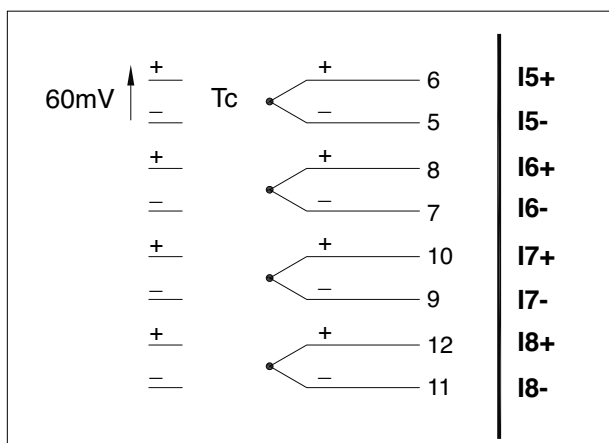 + + 6 I5+
60mV Tc
− − 5 I5-
+ + 8 I6+
− − 7 I6-
+ + 10 I7+
− − 9 I7-
+ + 12 I8+
− − 11 I8-